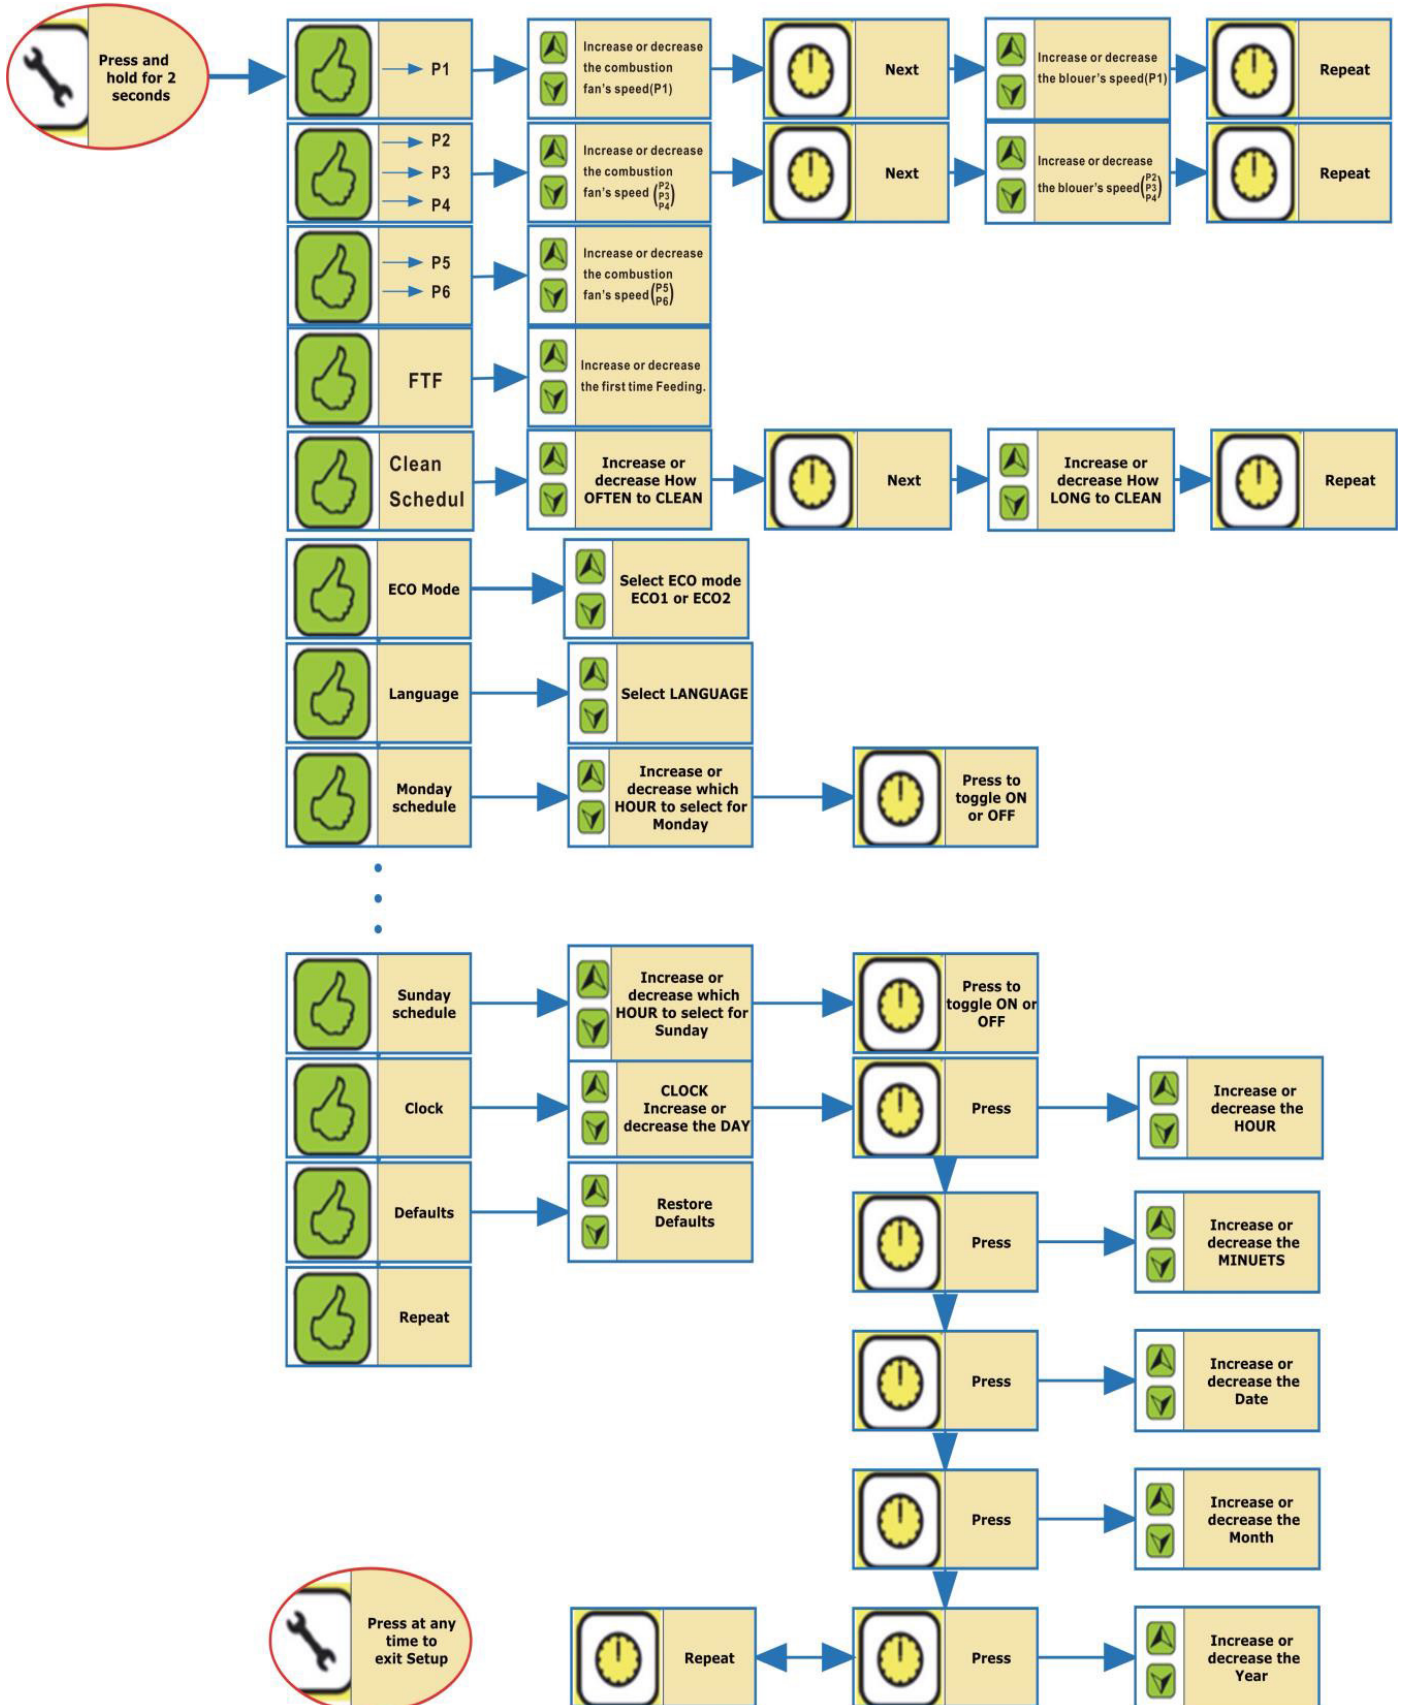 Press and
hold for 2
seconds
P1
Increase or decrease
the combustion
fan's speed(P1)
Next
Increase or decrease
the blouer's speed(P1)
Repeat
P2
P3
P4
Increase or decrease
the combustion
fan's speed (P2 P3 P4)
Next
Increase or decrease
the blouer's speed(P2 P3 P4)
Repeat
P5
P6
Increase or decrease
the combustion
fan's speed(P5 P6)
FTF
Increase or decrease
the first time Feeding.
Clean
Schedul
Increase or
decrease How
OFTEN to CLEAN
Next
Increase or
decrease How
LONG to CLEAN
Repeat
ECO Mode
Select ECO mode
ECO1 or ECO2
Language
Select LANGUAGE
Monday
schedule
Increase or
decrease which
HOUR to select for
Monday
Press to
toggle ON
or OFF
Sunday
schedule
Increase or
decrease which
HOUR to select for
Sunday
Press to
toggle ON or
OFF
Clock
CLOCK
Increase or
decrease the DAY
Press
Increase or
decrease the
HOUR
Defaults
Restore
Defaults
Press
Increase or
decrease the
MINUETS
Repeat
Press
Increase or
decrease the
Date
Press
Increase or
decrease the
Month
Press at any
time to
exit Setup
Repeat
Press
Increase or
decrease the
Year